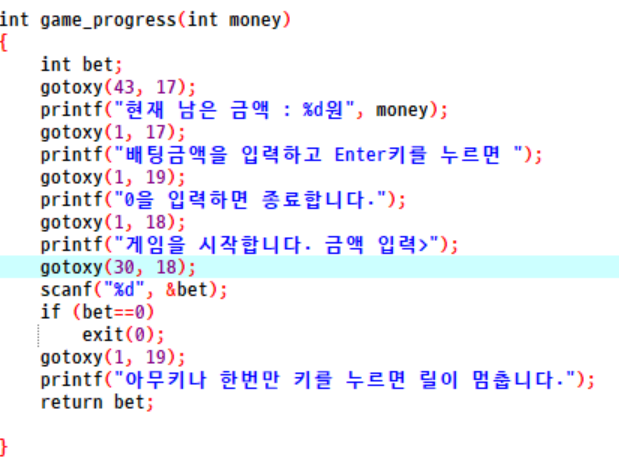 int game_progress(int money)
{
    int bet;
    gotoxy(43, 17);
    printf("현재 남은 금액 : %d원", money);
    gotoxy(1, 17);
    printf("배팅금액을 입력하고 Enter키를 누르면 ");
    gotoxy(1, 19);
    printf("0을 입력하면 종료합니다.");
    gotoxy(1, 18);
    printf("게임을 시작합니다. 금액 입력>");
    gotoxy(30, 18);
    scanf("%d", &bet);
    if (bet==0)
        exit(0);
    gotoxy(1, 19);
    printf("아무키나 한번만 키를 누르면 릴이 멈춥니다.");
    return bet;
}